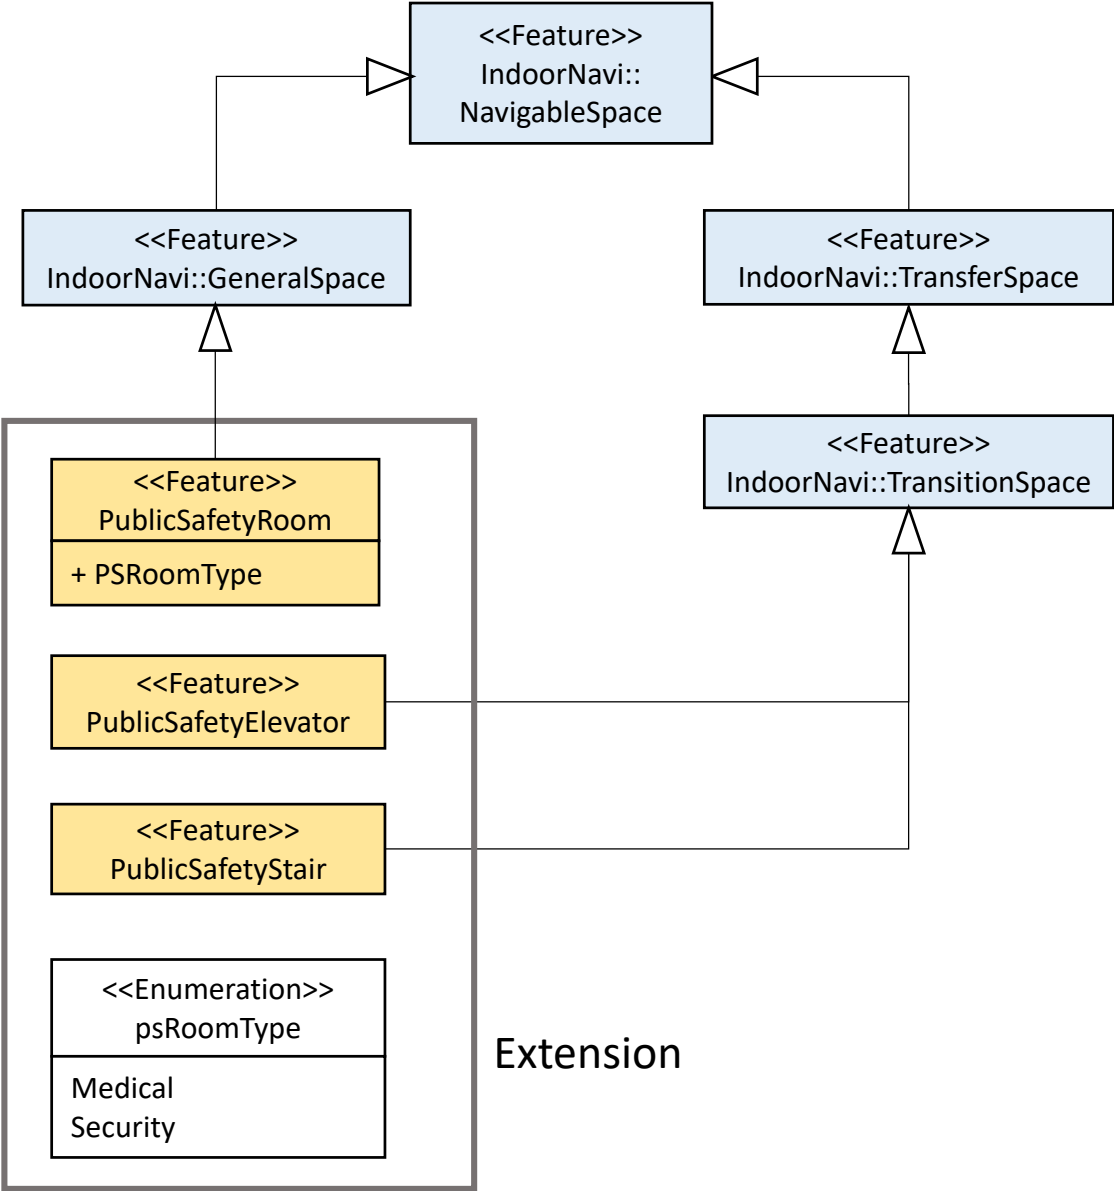 <<Feature>>
IndoorNavi::
NavigableSpace
<<Feature>>
IndoorNavi::GeneralSpace
<<Feature>>
IndoorNavi::TransferSpace
<<Feature>>
IndoorNavi::TransitionSpace
<<Feature>>
PublicSafetyRoom
+ PSRoomType
<<Feature>>
PublicSafetyElevator
<<Feature>>
PublicSafetyStair
<<Enumeration>>
psRoomType
Medical
Security
Extension